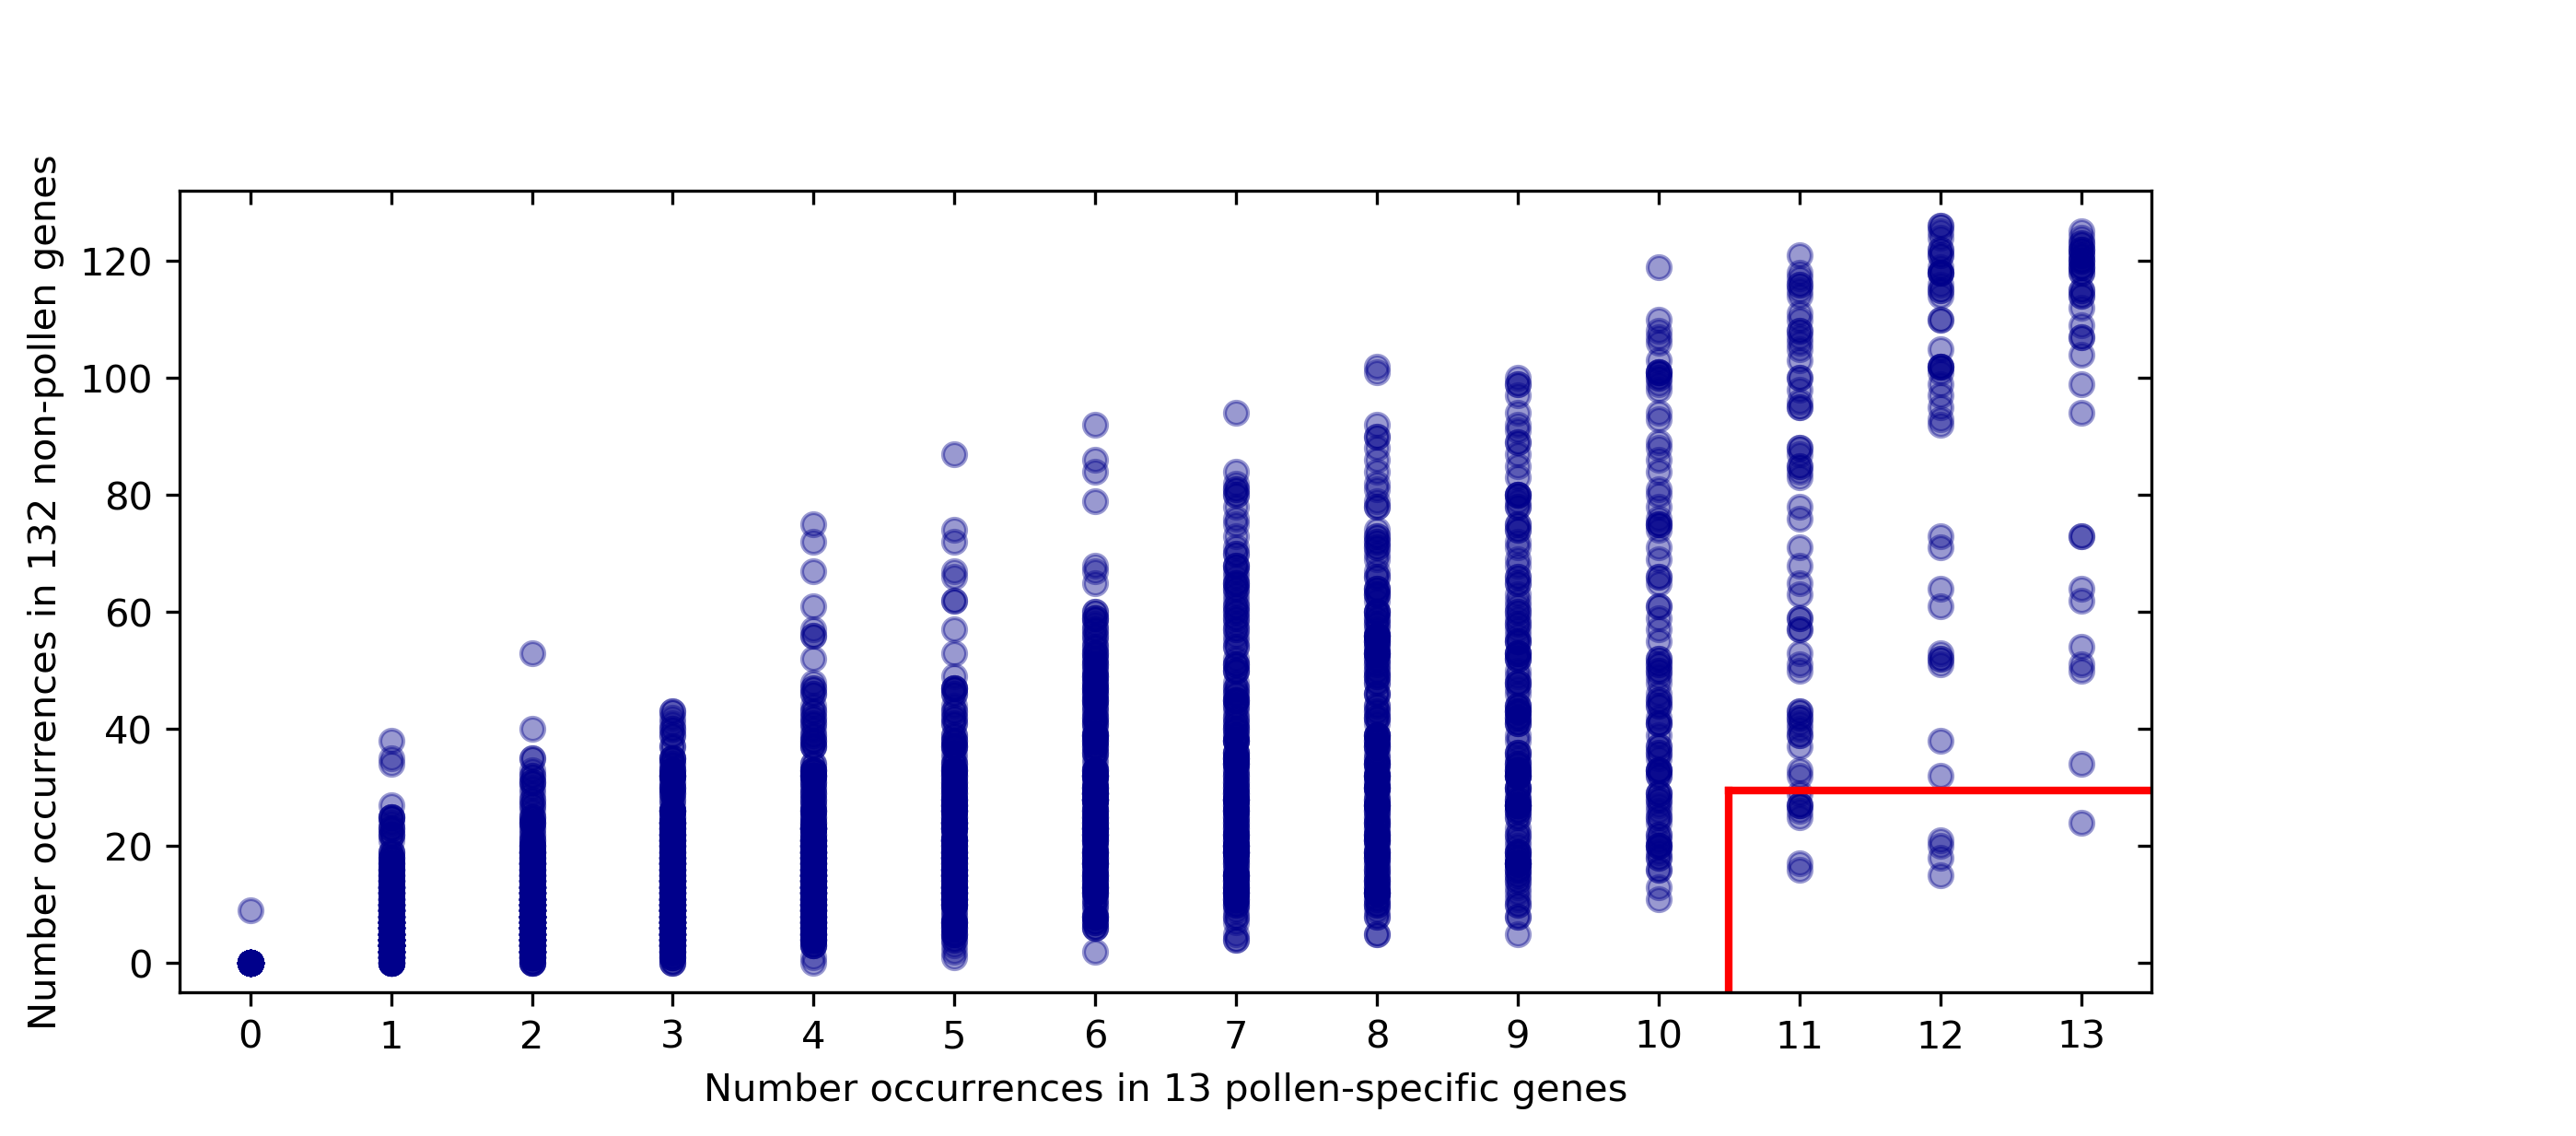 Number occurrences in 132 non-pollen genes
120
100
80
60
40
20
0
0 1 2 3 4 5 6 7 8 9 10 11 12 13
Number occurrences in 13 pollen-specific genes